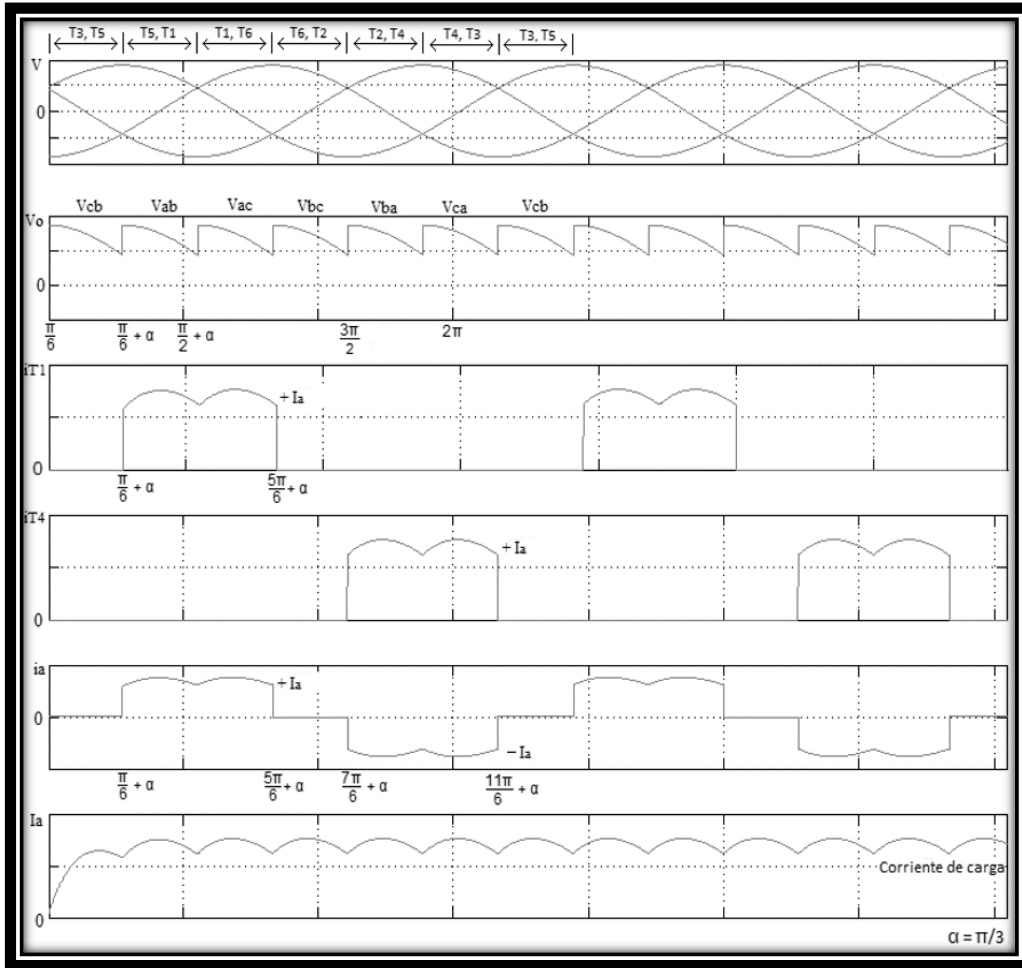 T3, T5 T5, T1 T1, T6 T6, T2 T2, T4 T4, T3 T3, T5
V
0
Vcb Vab Vac Vbc Vba Vca Vcb
Vo
0
π/6 π/6 + α π/2 + α 3π/2 2π
iT1
+ Ia
0
π/6 + α 5π/6 + α
iT4
+ Ia
0
ia
+ Ia
0
− Ia
π/6 + α 5π/6 + α 7π/6 + α 11π/6 + α
Ia
Corriente de carga
0
α = π/3